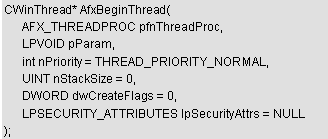 CWinThread* AfxBeginThread(
AFX_THREADPROC pfnThreadProc,
LPVOID pParam,
int nPriority = THREAD_PRIORITY_NORMAL,
UINT nStackSize = 0,
DWORD dwCreateFlags = 0,
LPSECURITY_ATTRIBUTES lpSecurityAttrs = NULL
);